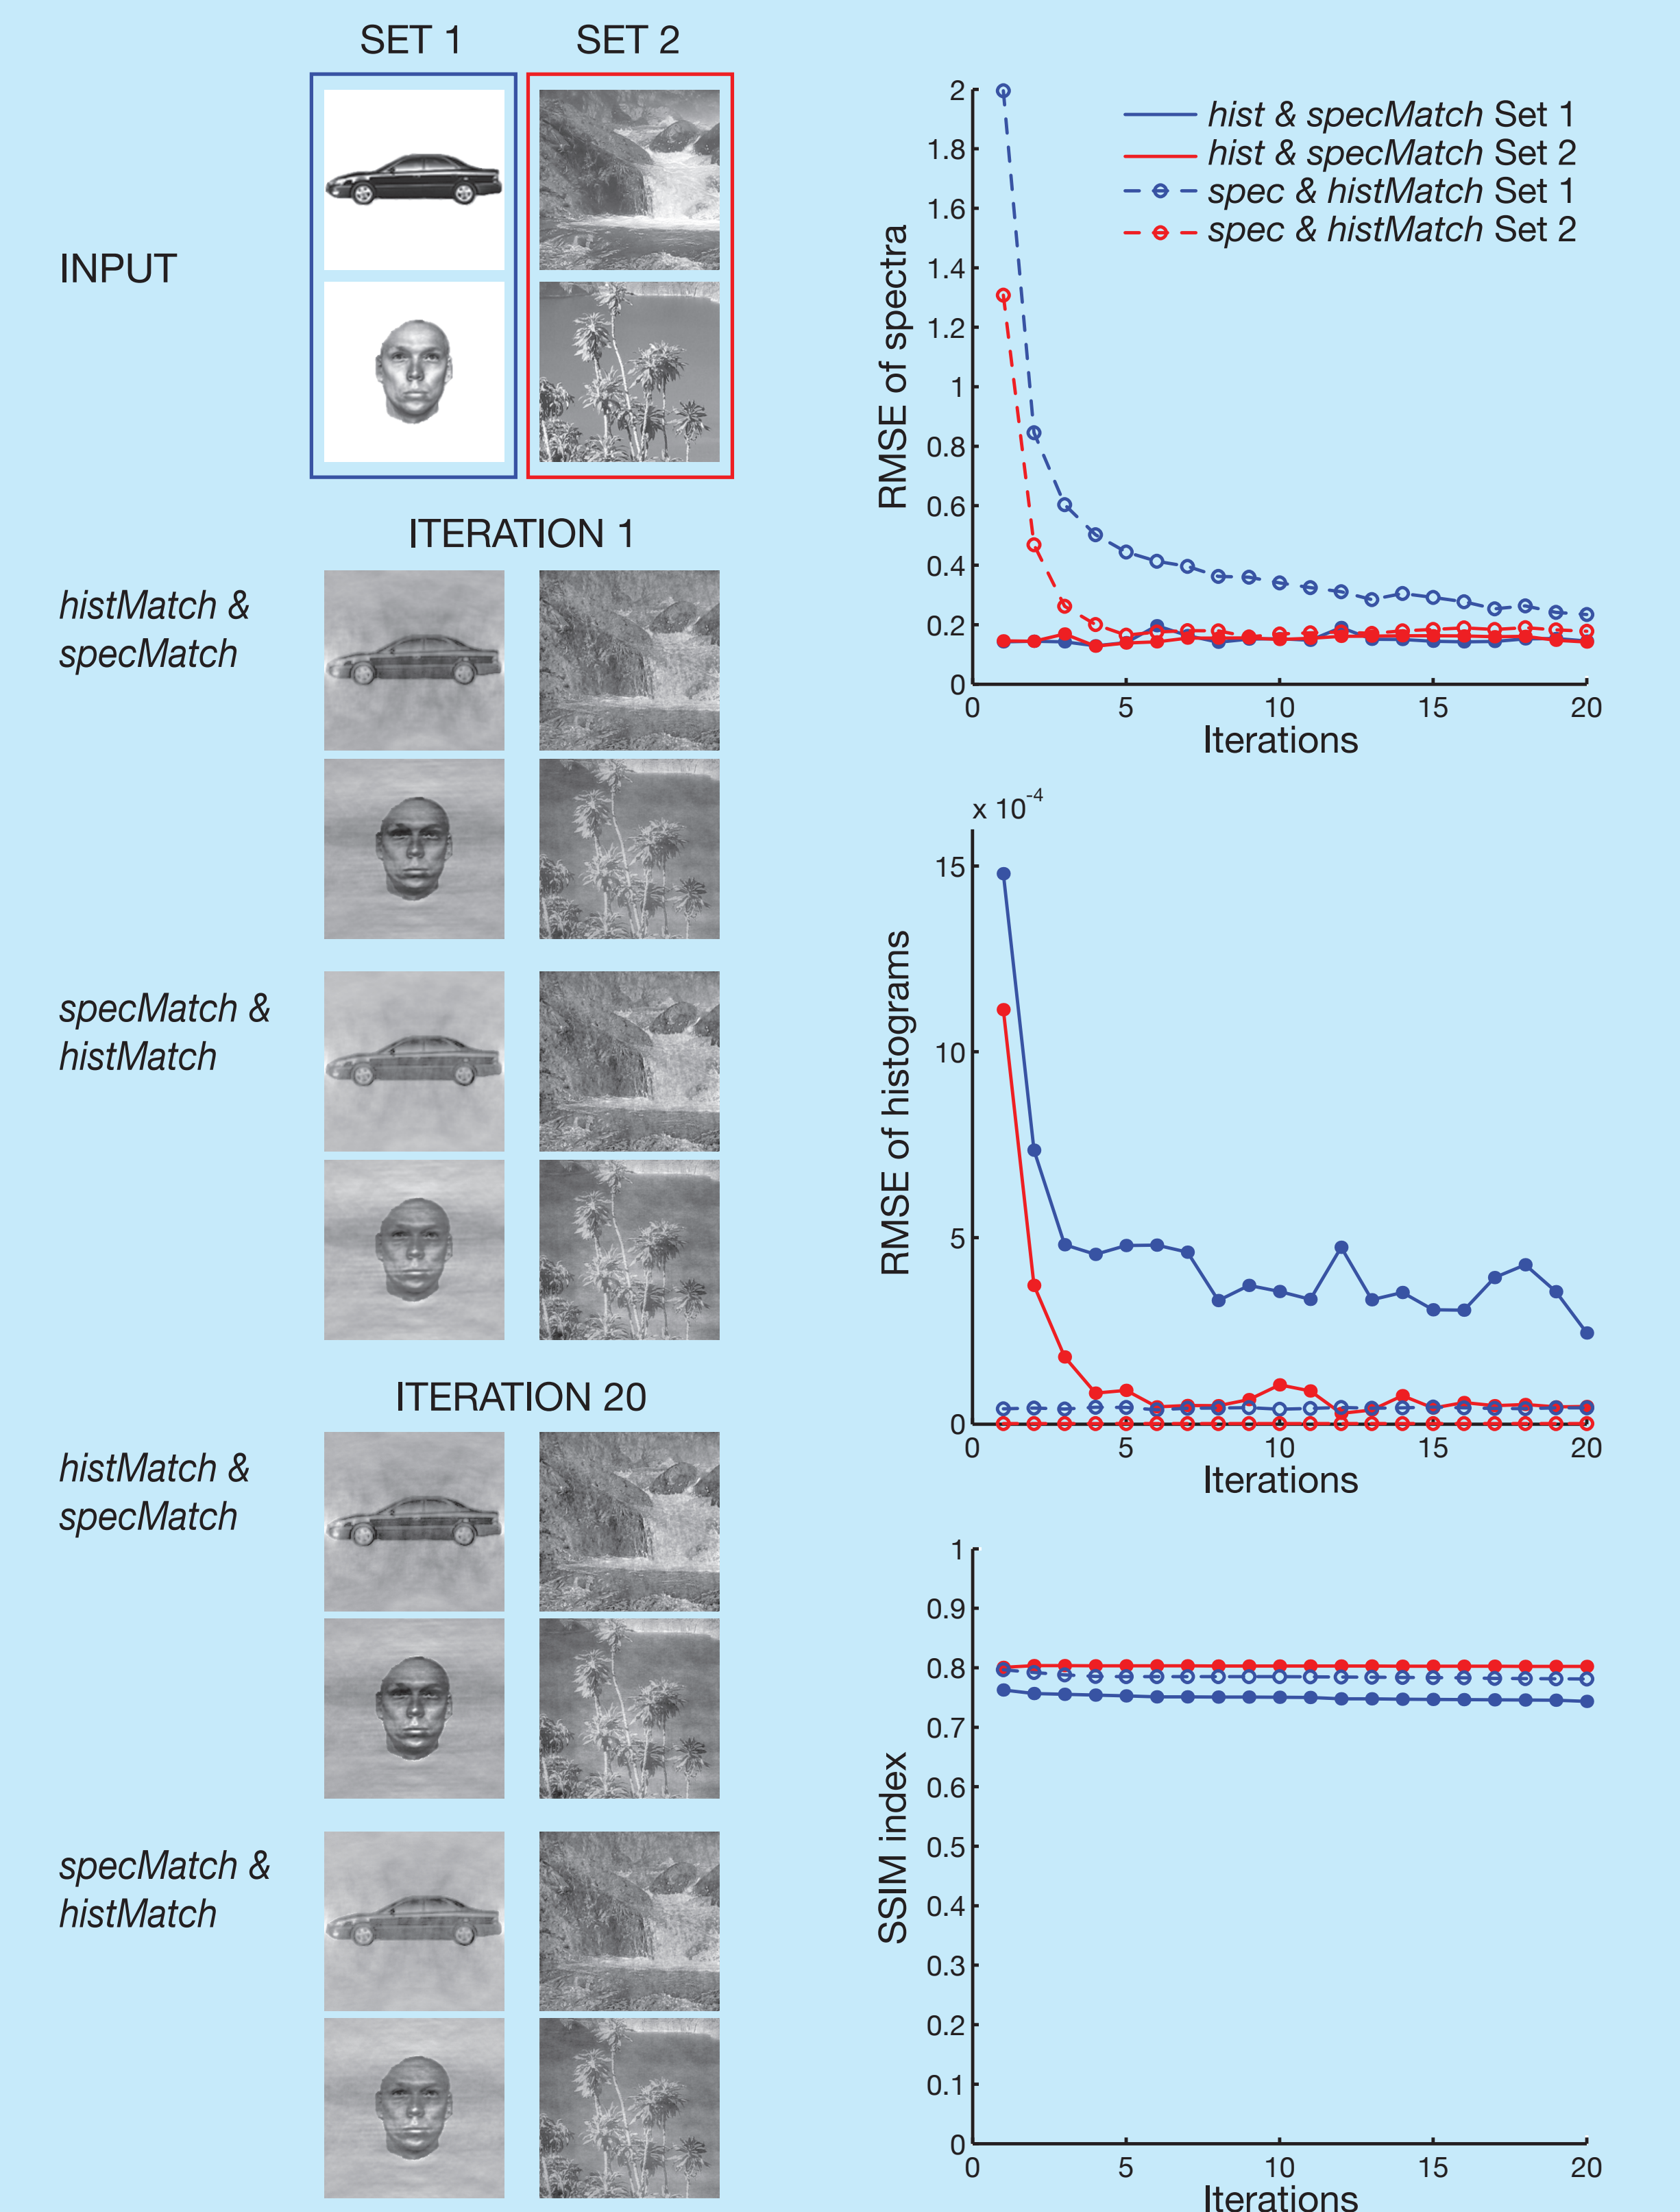 SET 1
SET 2
INPUT
ITERATION 1
histMatch &
specMatch
specMatch &
histMatch
ITERATION 20
histMatch &
specMatch
specMatch &
histMatch
hist & specMatch Set 1
hist & specMatch Set 2
spec & histMatch Set 1
spec & histMatch Set 2
RMSE of spectra
2
1.8
1.6
1.4
1.2
1
0.8
0.6
0.4
0.2
0
0 5 10 15 20
Iterations
x 10-4
RMSE of histograms
15
10
5
0
0 5 10 15 20
Iterations
SSIM index
1
0.9
0.8
0.7
0.6
0.5
0.4
0.3
0.2
0.1
0
0 5 10 15 20
Iterations